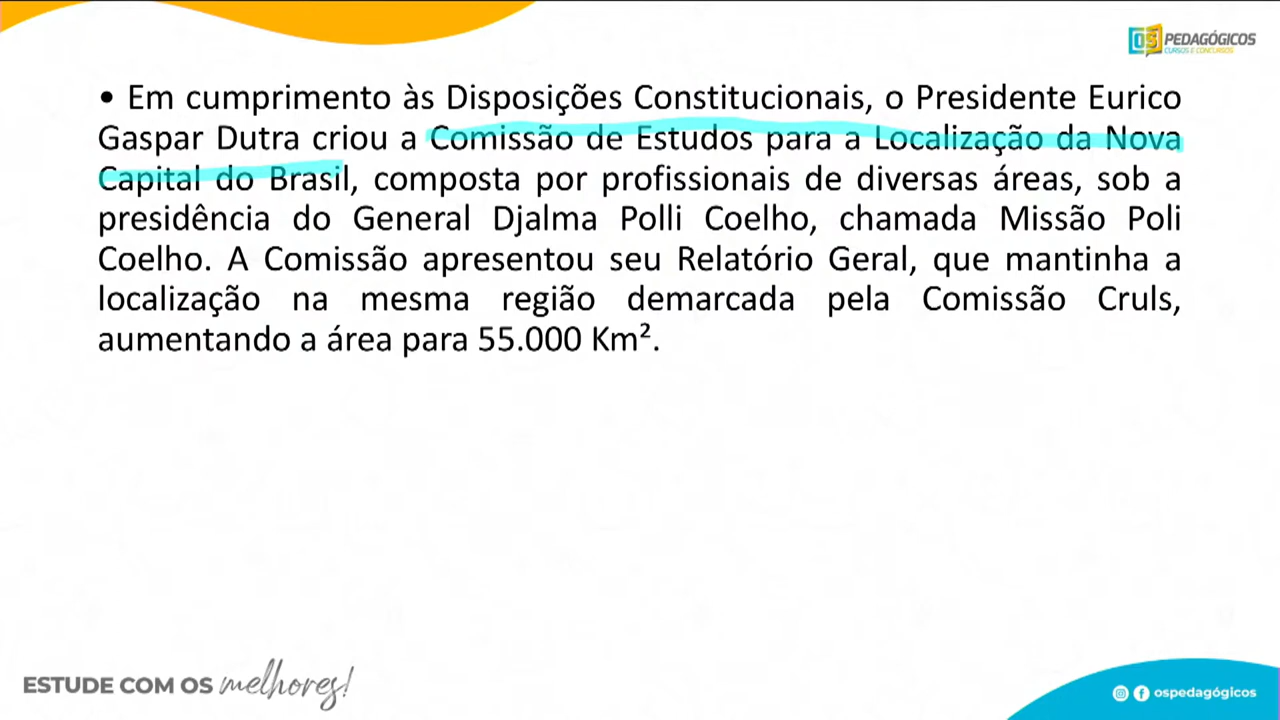 OS PEDAGÓGICOS
CURSOS E CONCURSOS
• Em cumprimento às Disposições Constitucionais, o Presidente Eurico
Gaspar Dutra criou a Comissão de Estudos para a Localização da Nova
Capital do Brasil, composta por profissionais de diversas áreas, sob a
presidência do General Djalma Polli Coelho, chamada Missão Poli
Coelho. A Comissão apresentou seu Relatório Geral, que mantinha a
localização na mesma região demarcada pela Comissão Cruls,
aumentando a área para 55.000 Km².
ESTUDE COM OS melhores!
ospedagógicos